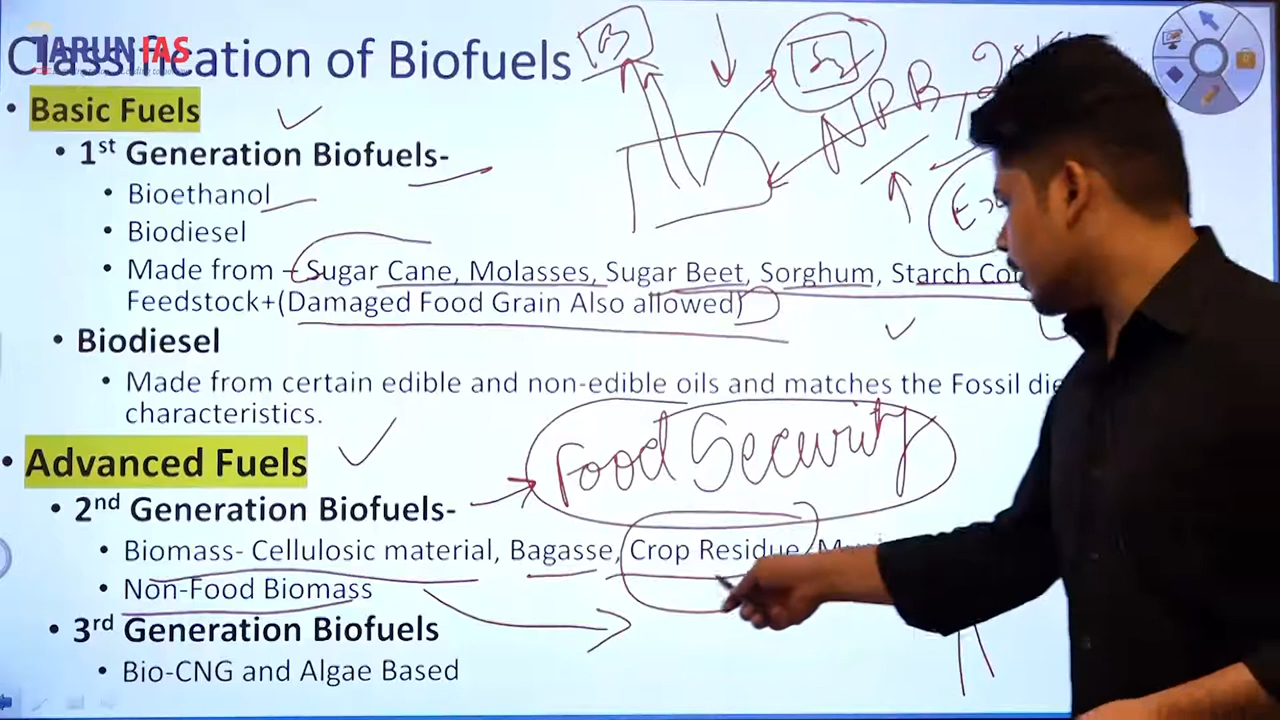 TARUN IAS
Classification of Biofuels
• Basic Fuels
• 1st Generation Biofuels-
• Bioethanol
• Biodiesel
• Made from – Sugar Cane, Molasses, Sugar Beet, Sorghum, Starch
Feedstock+(Damaged Food Grain Also allowed)
• Biodiesel
• Made from certain edible and non-edible oils and matches the Fossil
characteristics.
• Advanced Fuels
Food Security
• 2nd Generation Biofuels-
• Biomass- Cellulosic material, Bagasse, Crop Residue,
• Non-Food Biomass
• 3rd Generation Biofuels
• Bio-CNG and Algae Based
B
NPB